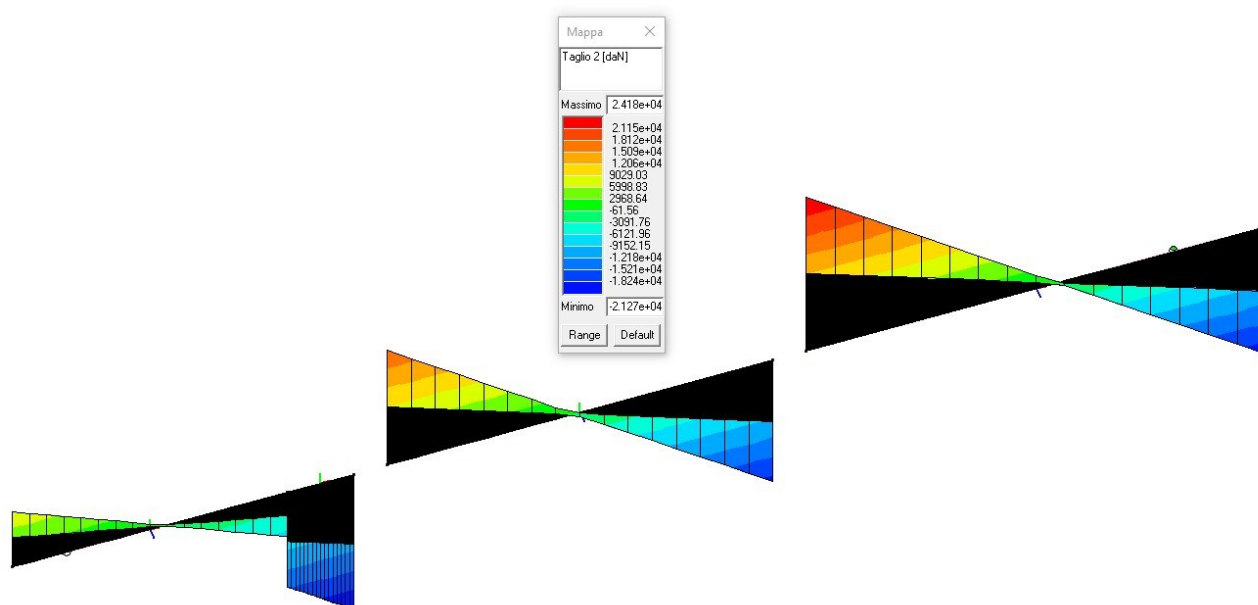 Mappa
Taglio 2 [daN]
Massimo 2.418e+04
2.115e+04
1.812e+04
1.509e+04
1.206e+04
9029.03
5998.83
2968.64
-61.56
-3091.76
-6121.96
-9152.15
-1.218e+04
-1.521e+04
-1.824e+04
Minimo -2.127e+04
Range Default